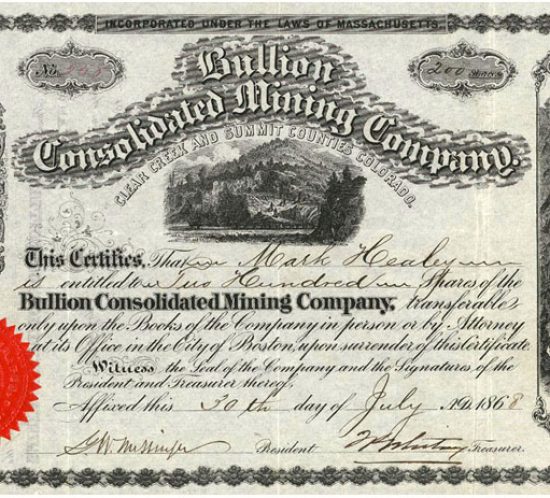 INCORPORATED UNDER THE LAWS OF MASSACHUSETTS
No. 245
200 Shares
Bullion
Consolidated Mining Company.
CLEAR CREEK AND SUMMIT COUNTIES COLORADO.
This Certifies, That Mark Healey
is entitled to Two Hundred Shares of the
Bullion Consolidated Mining Company, transferable
only upon the Books of the Company in person or by Attorney
at its Office in the City of Boston, upon surrender of this Certificate
Witness the Seal of the Company and the Signatures of the
President and Treasurer thereof.
Affixed this 30th day of July A.D. 1868
President Treasurer.